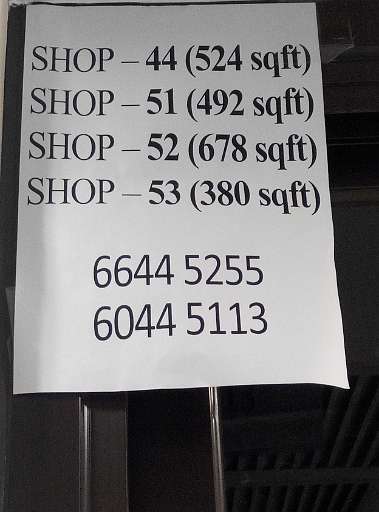 SHOP – 44 (524 sqft)
SHOP – 51 (492 sqft)
SHOP – 52 (678 sqft)
SHOP – 53 (380 sqft)
6644 5255
6044 5113